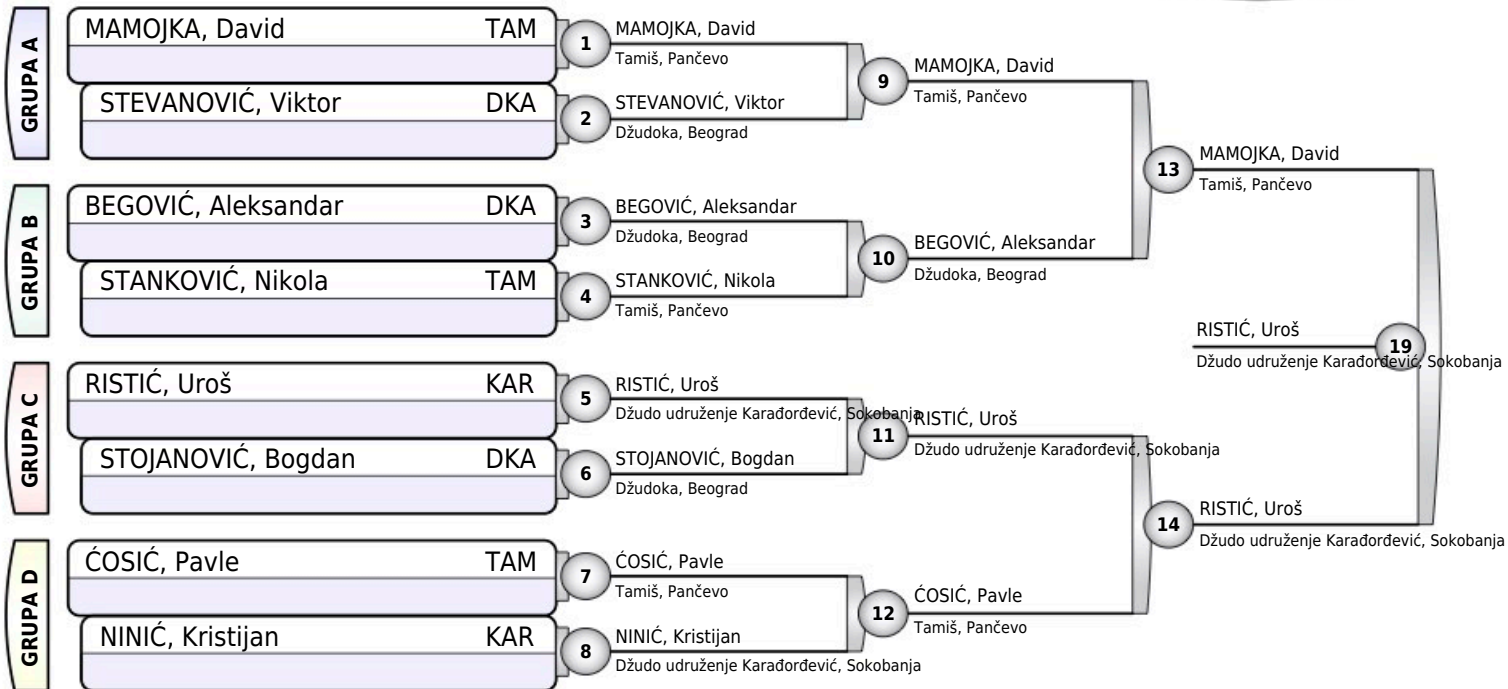 GRUPA A
MAMOJKA, David TAM
STEVANOVIĆ, Viktor DKA
1
MAMOJKA, David
Tamiš, Pančevo
2
STEVANOVIĆ, Viktor
Džudoka, Beograd
9
MAMOJKA, David
Tamiš, Pančevo
GRUPA B
BEGOVIĆ, Aleksandar DKA
STANKOVIĆ, Nikola TAM
3
BEGOVIĆ, Aleksandar
Džudoka, Beograd
4
STANKOVIĆ, Nikola
Tamiš, Pančevo
10
BEGOVIĆ, Aleksandar
Džudoka, Beograd
13
MAMOJKA, David
Tamiš, Pančevo
GRUPA C
RISTIĆ, Uroš KAR
STOJANOVIĆ, Bogdan DKA
5
RISTIĆ, Uroš
Džudo udruženje Karađorđević, Sokobanja
6
STOJANOVIĆ, Bogdan
Džudoka, Beograd
11
RISTIĆ, Uroš
Džudo udruženje Karađorđević, Sokobanja
GRUPA D
ĆOSIĆ, Pavle TAM
NINIĆ, Kristijan KAR
7
ĆOSIĆ, Pavle
Tamiš, Pančevo
8
NINIĆ, Kristijan
Džudo udruženje Karađorđević, Sokobanja
12
ĆOSIĆ, Pavle
Tamiš, Pančevo
14
RISTIĆ, Uroš
Džudo udruženje Karađorđević, Sokobanja
19
RISTIĆ, Uroš
Džudo udruženje Karađorđević, Sokobanja